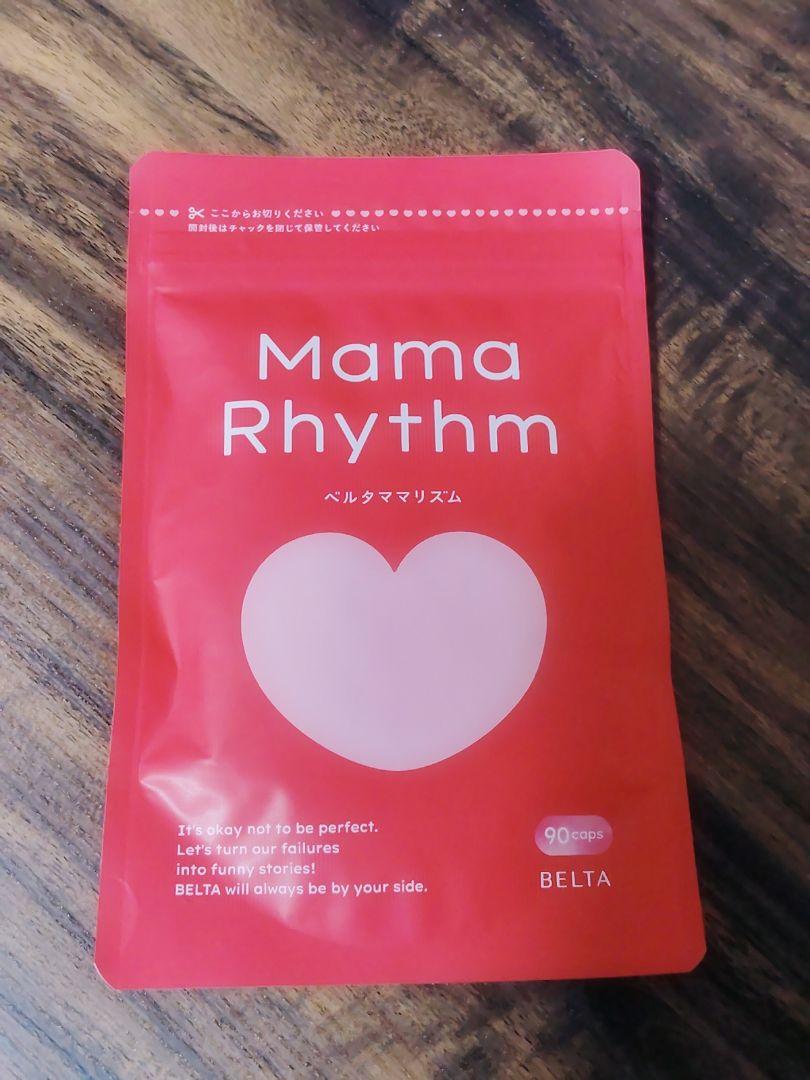 ここからお切りください
開封後はチャックを閉じて保管してください
Mama
Rhythm
ベルタママリズム
It's okay not to be perfect.
Let's turn our failures
into funny stories!
BELTA will always be by your side.
90caps
BELTA